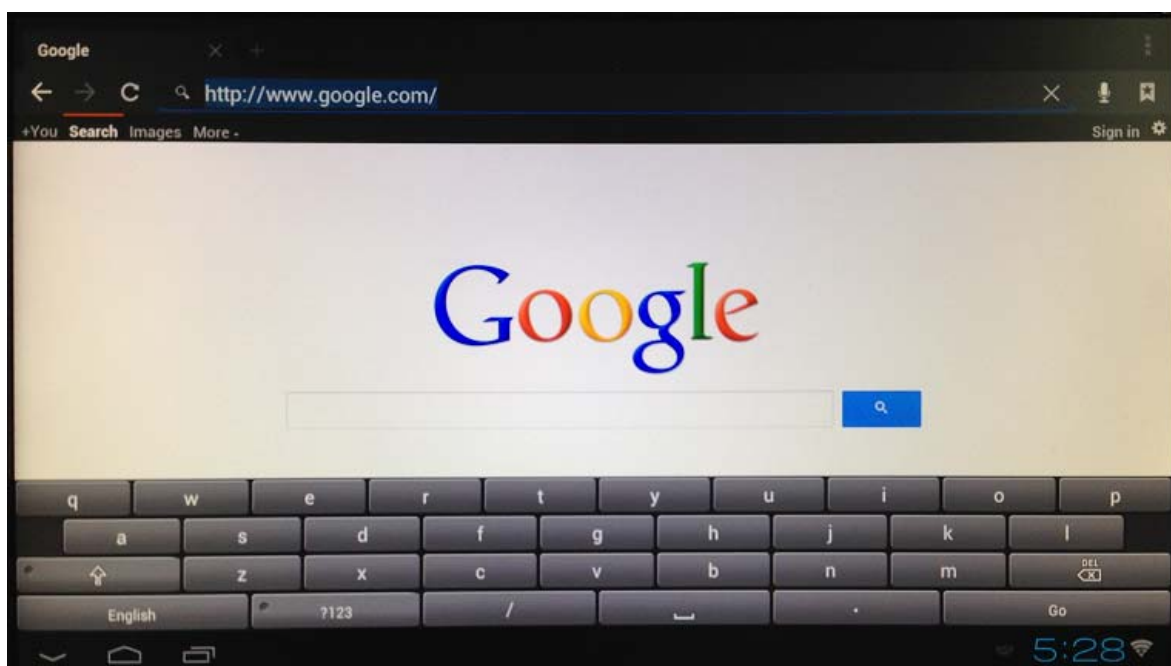 Google
http://www.google.com/
+You Search Images More
Sign in
Google
q w e r t y u i o p
a s d f g h j k l
z x c v b n m DEL
English ?123 / . Go
5:28